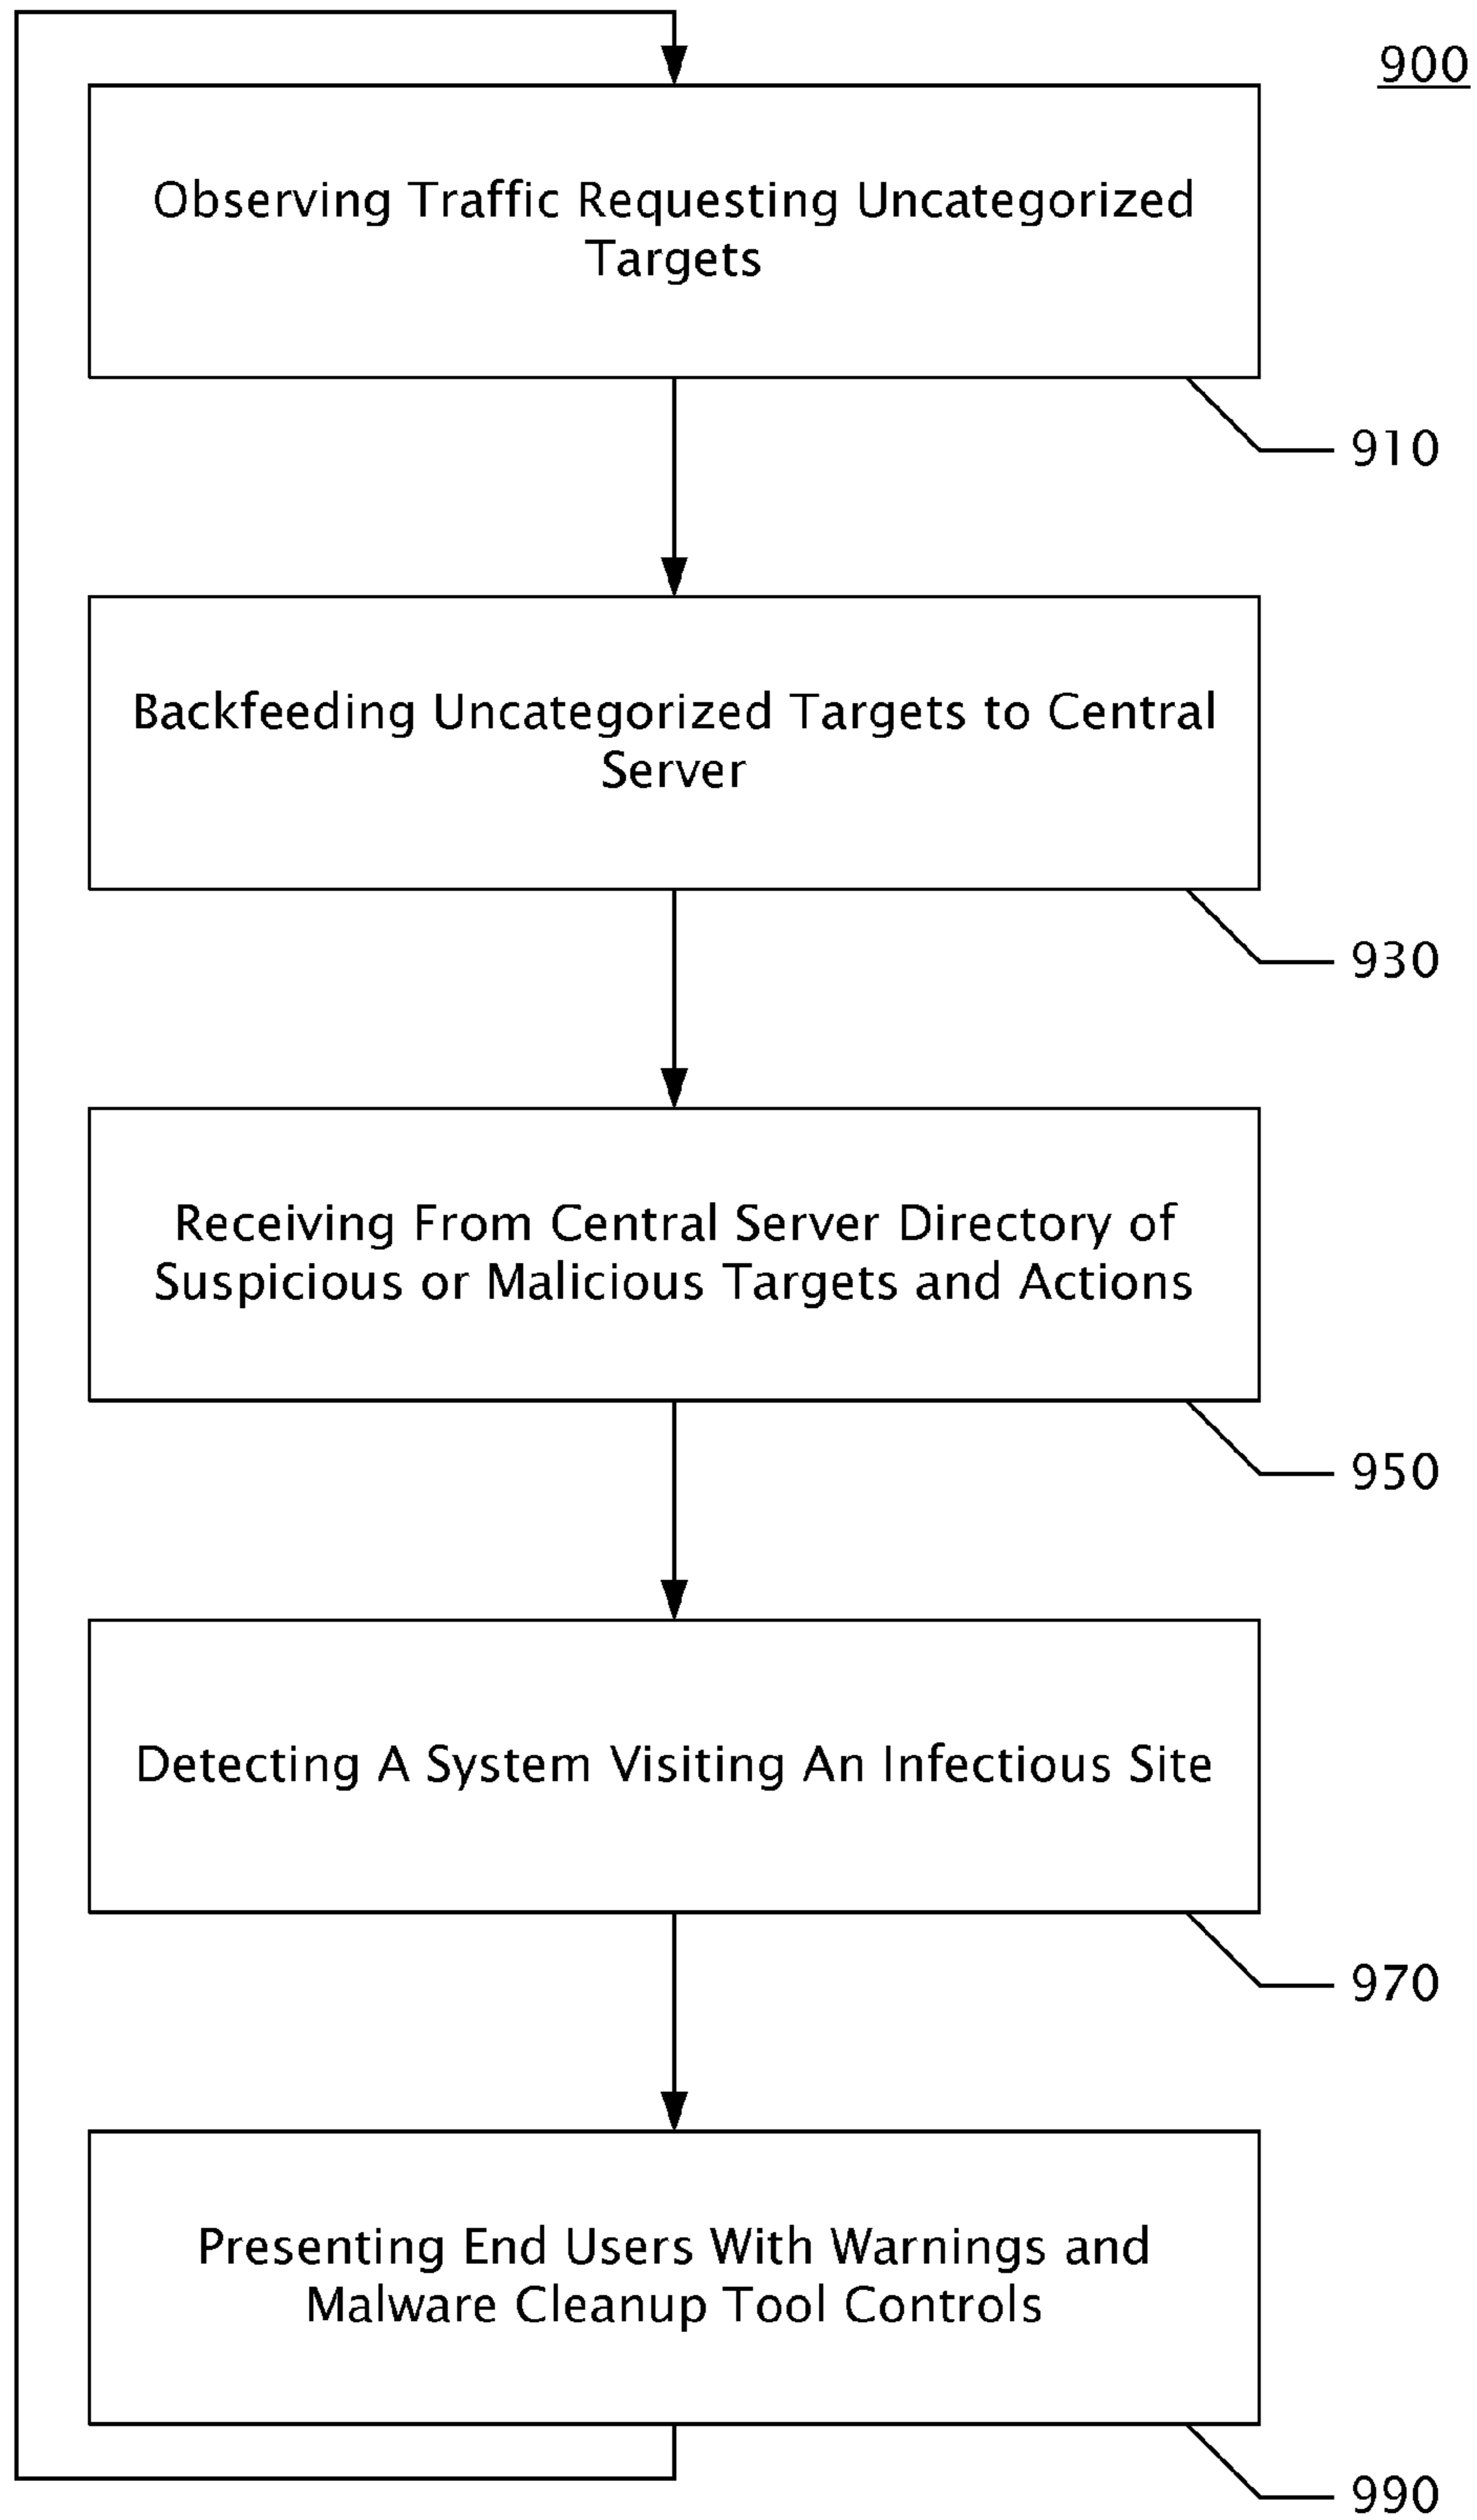 900
Observing Traffic Requesting Uncategorized
Targets
910
Backfeeding Uncategorized Targets to Central
Server
930
Receiving From Central Server Directory of
Suspicious or Malicious Targets and Actions
950
Detecting A System Visiting An Infectious Site
970
Presenting End Users With Warnings and
Malware Cleanup Tool Controls
990